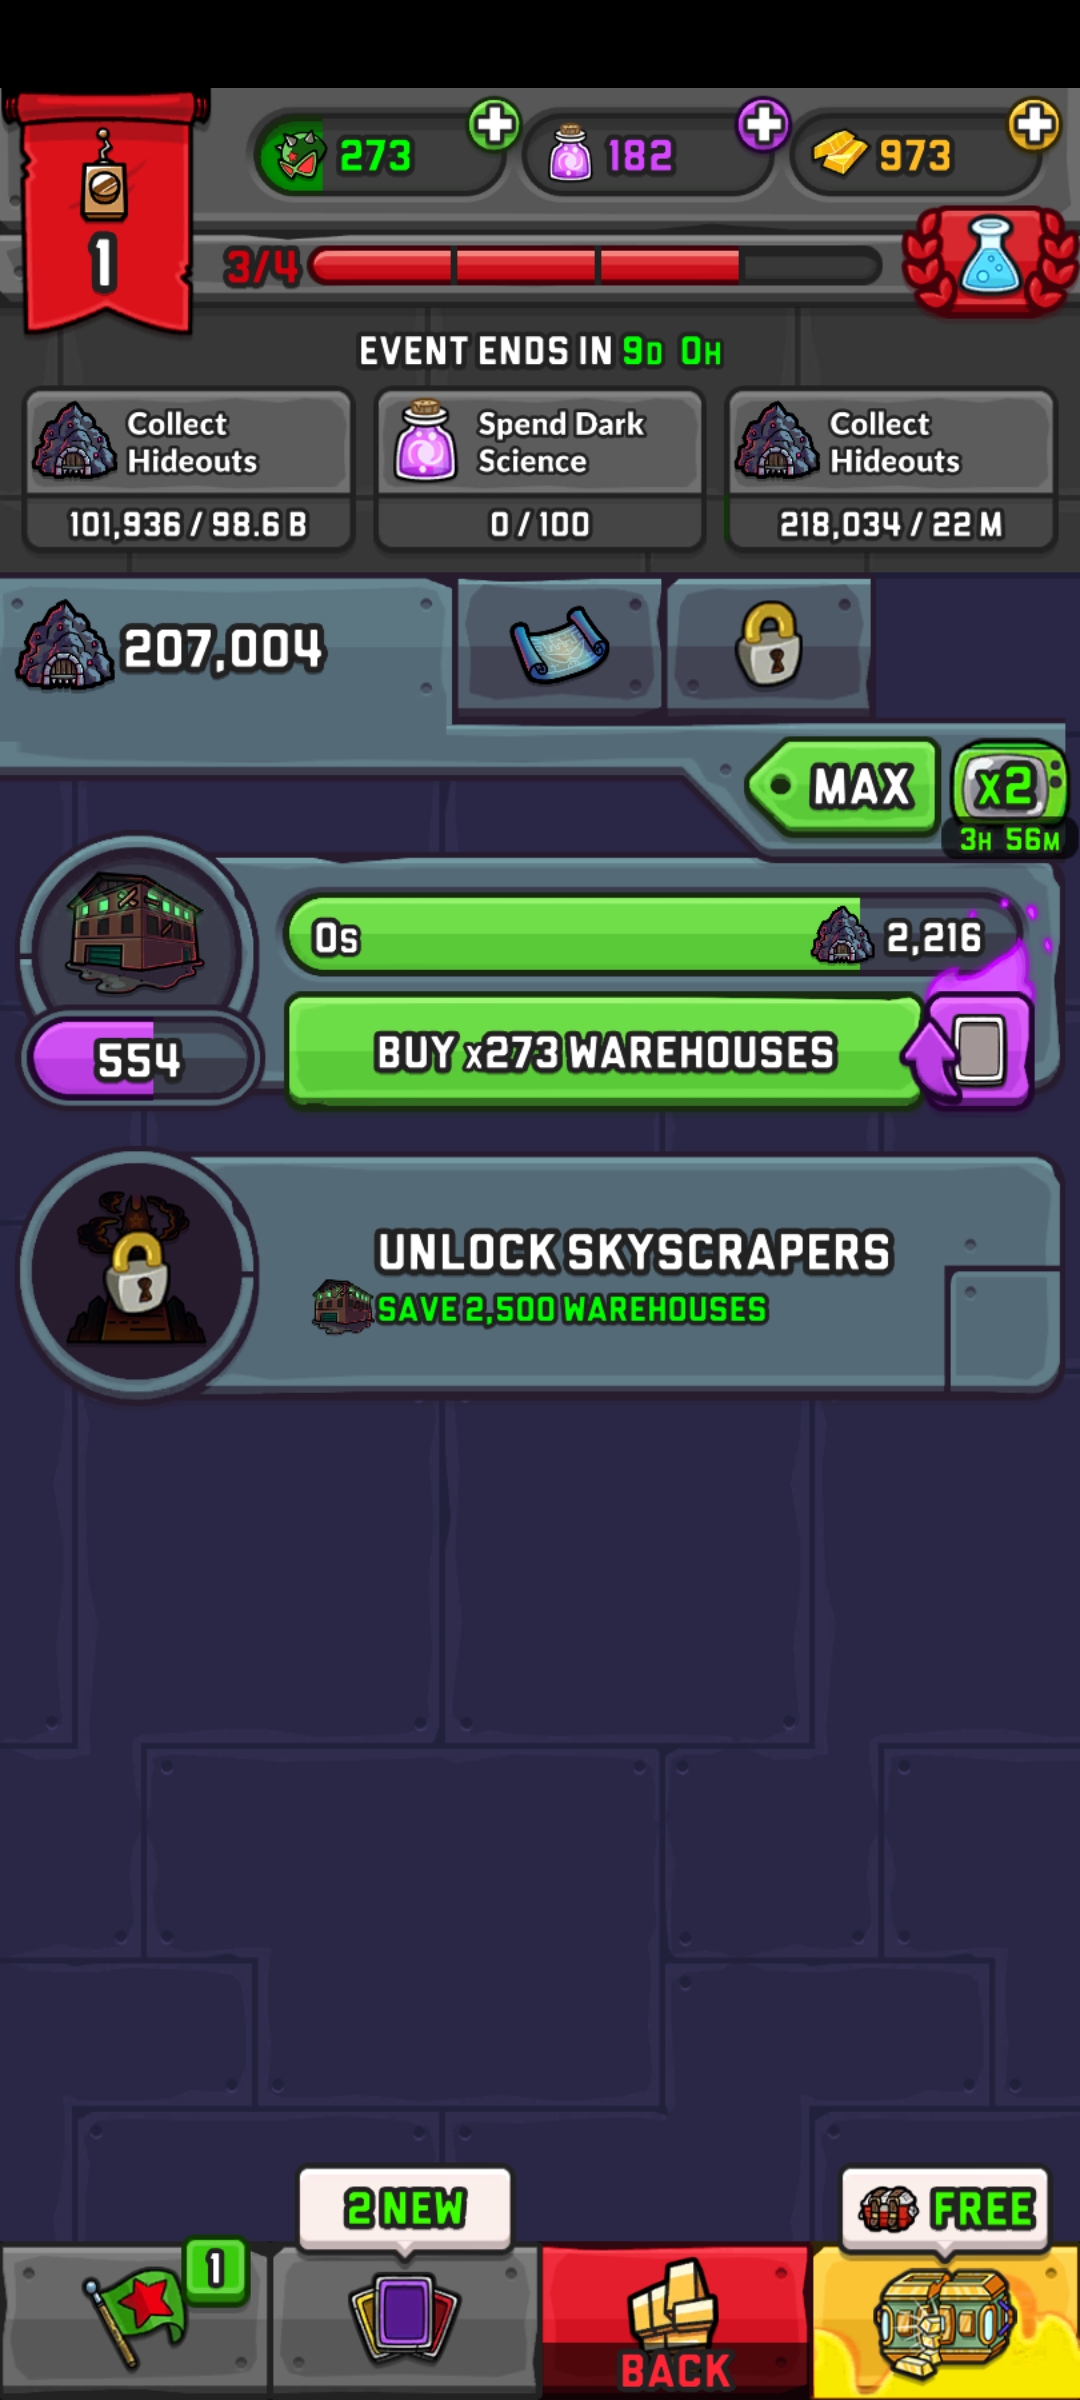 273
182
973
1
3/4
EVENT ENDS IN 9D 0H
Collect
Hideouts
101,936 / 98.6 B
Spend Dark
Science
0 / 100
Collect
Hideouts
218,034 / 22 M
207,004
MAX
x2
3H 56M
0s
2,216
554
BUY x273 WAREHOUSES
UNLOCK SKYSCRAPERS
SAVE 2,500 WAREHOUSES
2 NEW
FREE
1
BACK